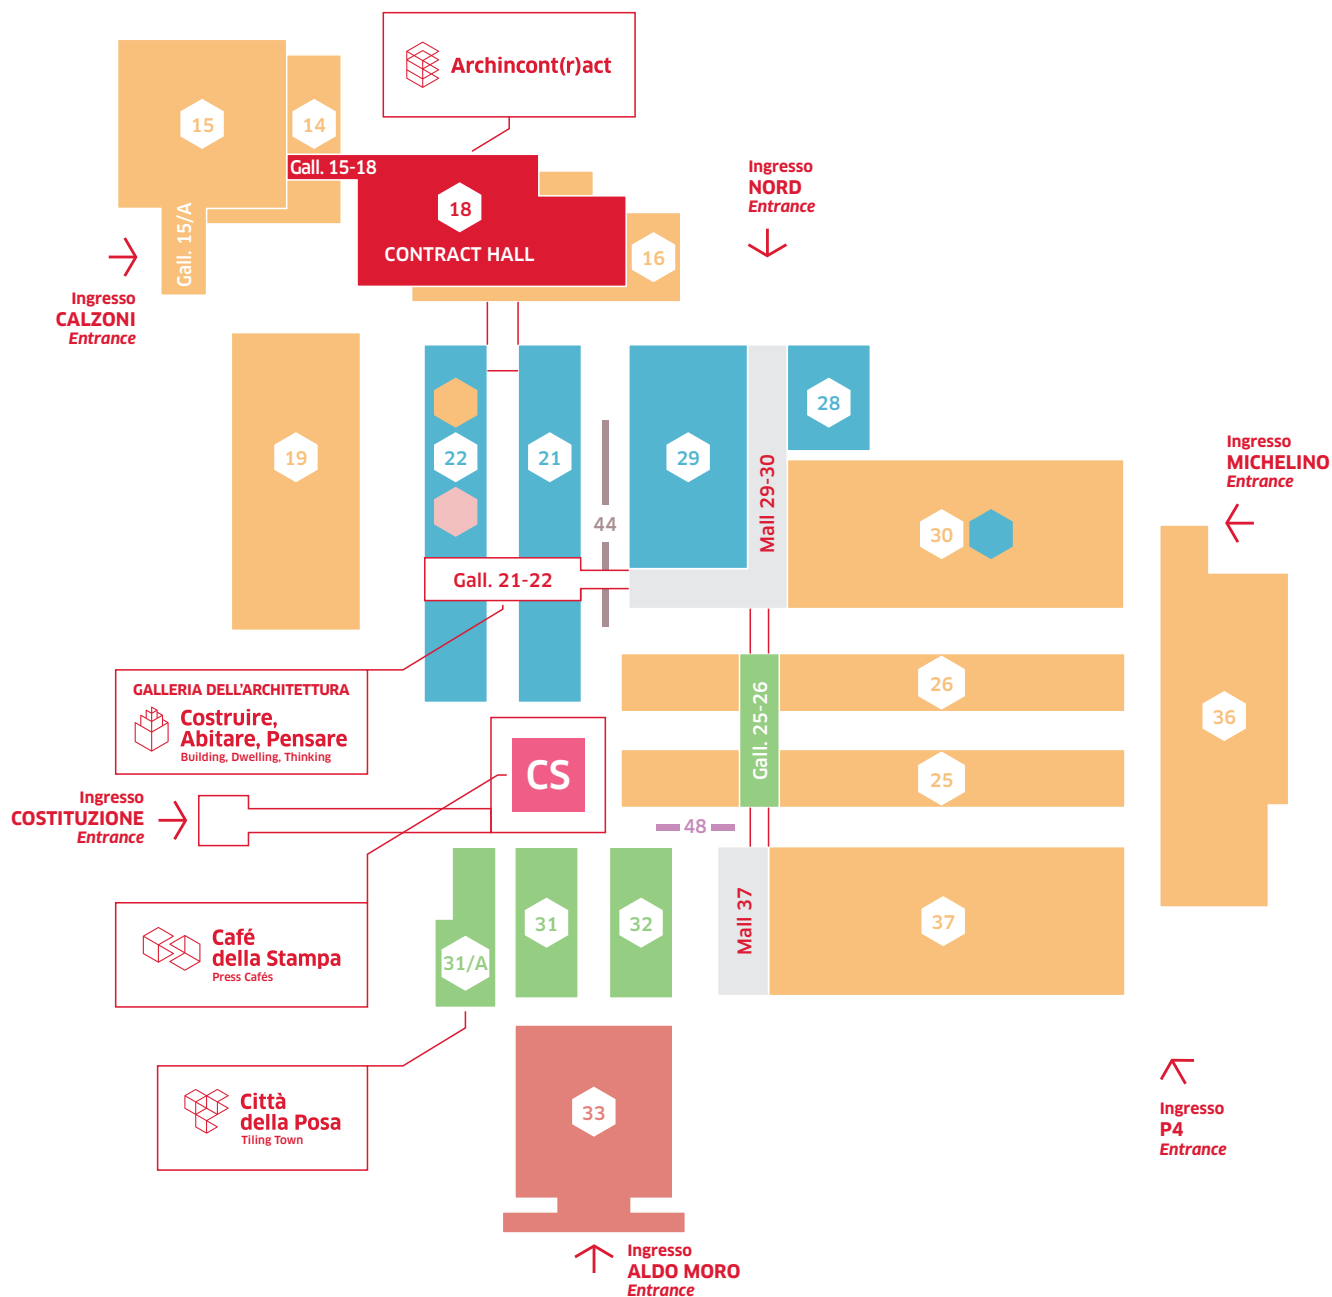 Archincont(r)act
15
14
Gall. 15-18
18
CONTRACT HALL
16
Gall. 15/A
Ingresso
NORD
Entrance
Ingresso
CALZONI
Entrance
19
22
21
44
29
Mall 29-30
28
30
Ingresso
MICHELINO
Entrance
Gall. 21-22
GALLERIA DELL'ARCHITETTURA
Costruire,
Abitare, Pensare
Building, Dwelling, Thinking
26
Gall. 25-26
25
36
CS
Ingresso
COSTITUZIONE
Entrance
48
Café
della Stampa
Press Cafés
31/A
31
32
Mall 37
37
Città
della Posa
Tiling Town
33
Ingresso
P4
Entrance
Ingresso
ALDO MORO
Entrance